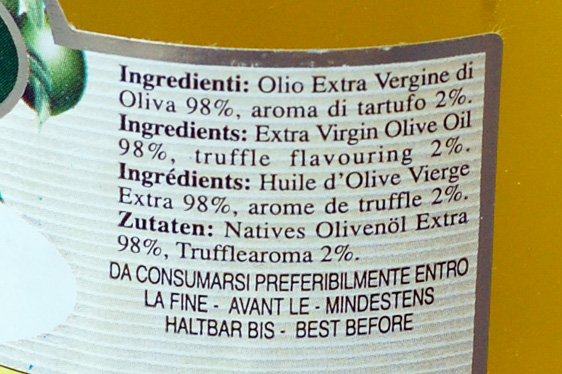 Ingredienti: Olio Extra Vergine di
Oliva 98%, aroma di tartufo 2%.
Ingredients: Extra Virgin Olive Oil
98%, truffle flavouring 2%.
Ingrédients: Huile d'Olive Vierge
Extra 98%, arome de truffle 2%.
Zutaten: Natives Olivenöl Extra
98%, Trufflearoma 2%.
DA CONSUMARSI PREFERIBILMENTE ENTRO
LA FINE - AVANT LE - MINDESTENS
HALTBAR BIS - BEST BEFORE